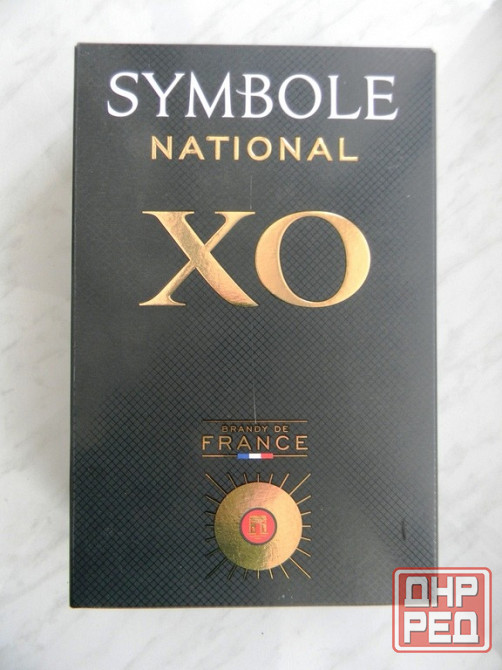 SYMBOLE
NATIONAL
XO
BRANDY DE
FRANCE
ДНР
РЕД